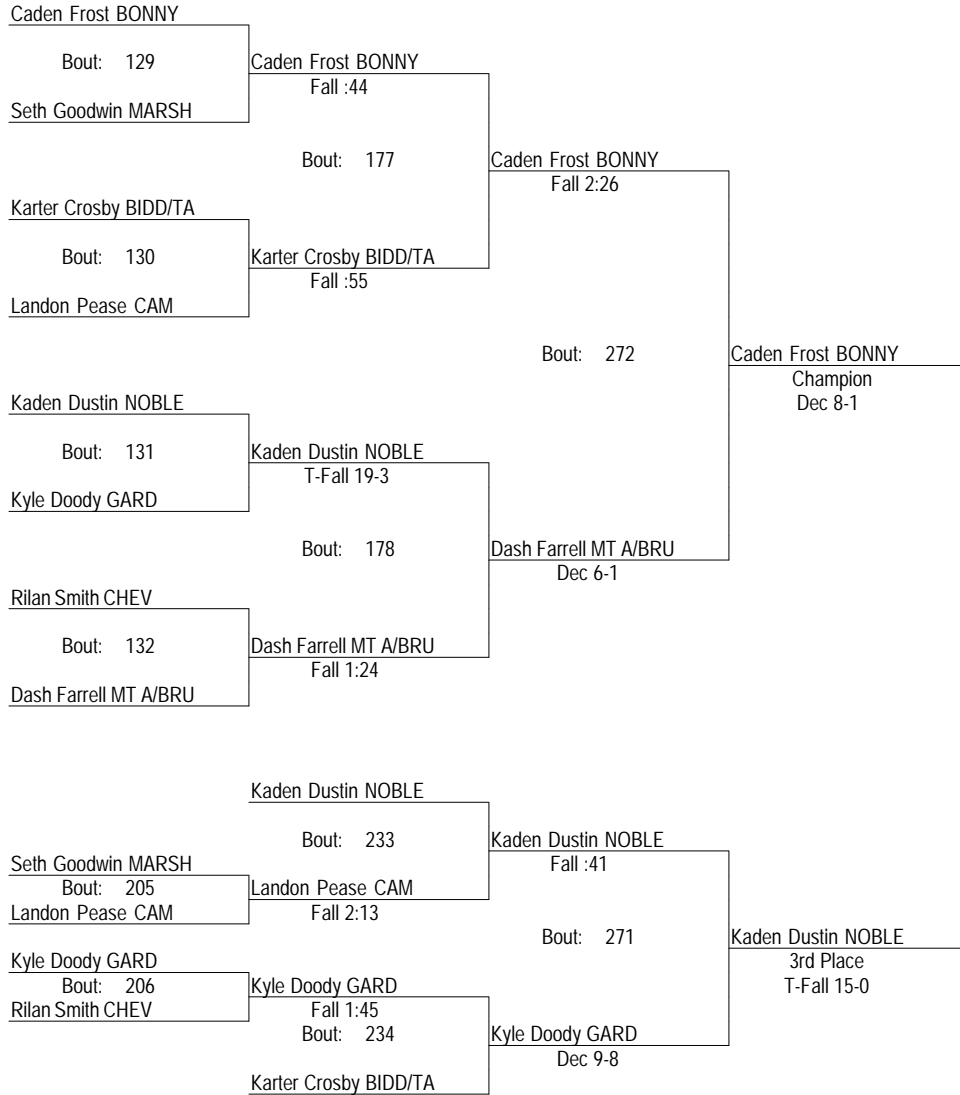 Caden Frost BONNY
Bout: 129
Caden Frost BONNY
Fall :44
Seth Goodwin MARSH
Bout: 177
Caden Frost BONNY
Fall 2:26
Karter Crosby BIDD/TA
Bout: 130
Karter Crosby BIDD/TA
Fall :55
Landon Pease CAM
Bout: 272
Caden Frost BONNY
Champion
Dec 8-1
Kaden Dustin NOBLE
Bout: 131
Kaden Dustin NOBLE
T-Fall 19-3
Kyle Doody GARD
Bout: 178
Dash Farrell MT A/BRU
Dec 6-1
Rilan Smith CHEV
Bout: 132
Dash Farrell MT A/BRU
Fall 1:24
Dash Farrell MT A/BRU
Kaden Dustin NOBLE
Bout: 233
Kaden Dustin NOBLE
Fall :41
Seth Goodwin MARSH
Bout: 205
Landon Pease CAM
Landon Pease CAM
Fall 2:13
Bout: 271
Kaden Dustin NOBLE
3rd Place
T-Fall 15-0
Kyle Doody GARD
Bout: 206
Rilan Smith CHEV
Kyle Doody GARD
Fall 1:45
Bout: 234
Kyle Doody GARD
Dec 9-8
Karter Crosby BIDD/TA